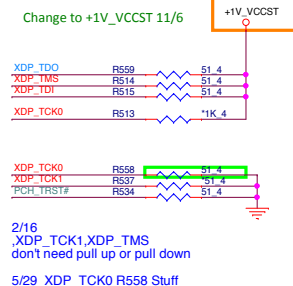 Change to +1V_VCCST 11/6
+1V_VCCST
XDP_TDO R559 51_4
XDP_TMS R514 51_4
XDP_TDI R515 51_4
XDP_TCK0 R513 *1K_4
XDP_TCK0 R558 51_4
XDP_TCK1 R537 *51_4
PCH_TRST# R534 51_4
2/16
,XDP_TCK1,XDP_TMS
don't need pull up or pull down
5/29 XDP_TCK0 R558 Stuff